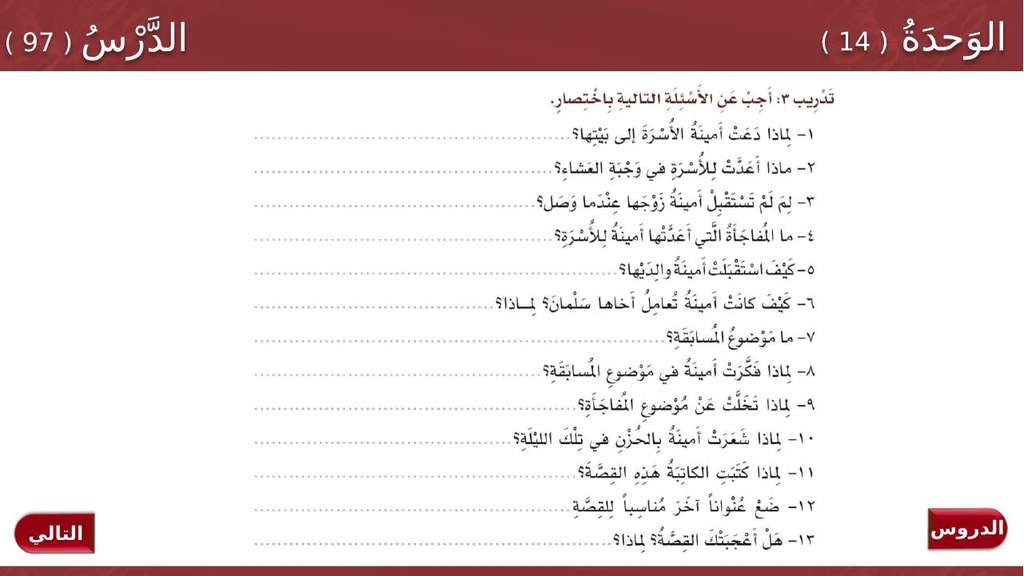 الوَحدَةُ ( 14 )
الدَّرْسُ ( 97 )
تَدْرِيب ٣: أَجِبْ عَنِ الأَسْئِلَةِ التاليةِ بِاخْتِصارِ.
١- لِماذا دَعَتْ أَمينَةُ الأُسْرَةَ إلى بَيْتِها؟
٢- ماذا أَعَدَّتْ لِلأُسْرَةِ في وَجْبَةِ العَشاءِ؟
٣- لِمَ لَمْ تَسْتَقْبِلْ أَمينَةُ زَوْجَها عِنْدَما وَصَل؟
٤- ما المُفاجَأَةُ الَّتي أَعَدَّتْها أَمينَةُ لِلأُسْرَةِ؟
٥- كَيْفَ اسْتَقْبَلَتْ أَمينَةُ والِدَيْها؟
٦- كَيْفَ كانَتْ أَمينَةُ تُعامِلُ أَخاها سَلْمانَ؟ لِمـاذا؟
٧- ما مَوْضوعُ المُسابَقَةِ؟
٨- لِماذا فَكَّرَتْ أَمينَةُ في مَوْضوعِ المُسابَقَةِ؟
٩- لِماذا تَخَلَّتْ عَنْ مُوْضوعِ المُفاجَأَةِ؟
١٠- لِماذا شَعَرَتْ أَمينَةُ بِالحُزْنِ في تِلْكَ الليْلَةِ؟
١١- لِماذا كَتَبَتِ الكاتِبَةُ هَذِهِ القِصَّةَ؟
١٢- ضَعْ عُنْواناً آخَرَ مُناسِباً لِلقِصَّةِ
١٣- هَلْ أَعْجَبَتْكَ القِصَّةُ؟ لِماذا؟
الدروس
التالي